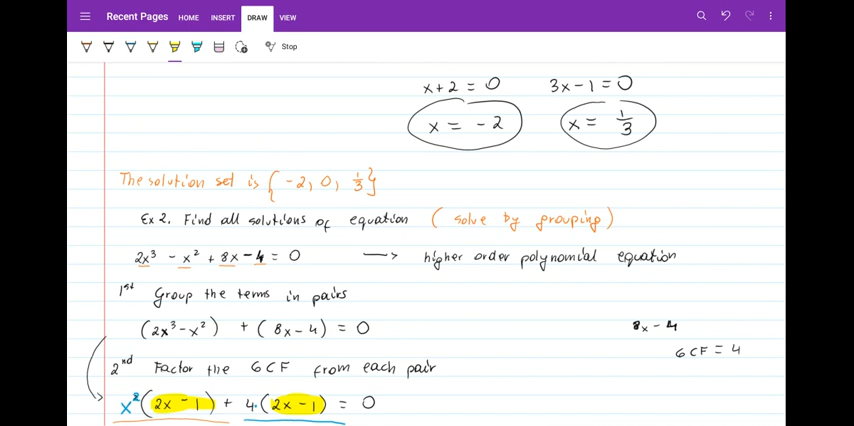 Recent Pages HOME INSERT DRAW VIEW
Stop
x+2 = 0 3x-1 = 0
x = -2 x = 1/3
The solution set is { -2, 0, 1/3 }
Ex 2. Find all solutions of equation ( solve by grouping )
2x³ - x² + 8x - 4 = 0 → higher order polynomial equation
1st Group the terms in pairs
(2x³-x²) + (8x-4) = 0
8x - 4
GCF = 4
2nd Factor the GCF from each pair
x² (2x-1) + 4·(2x-1) = 0